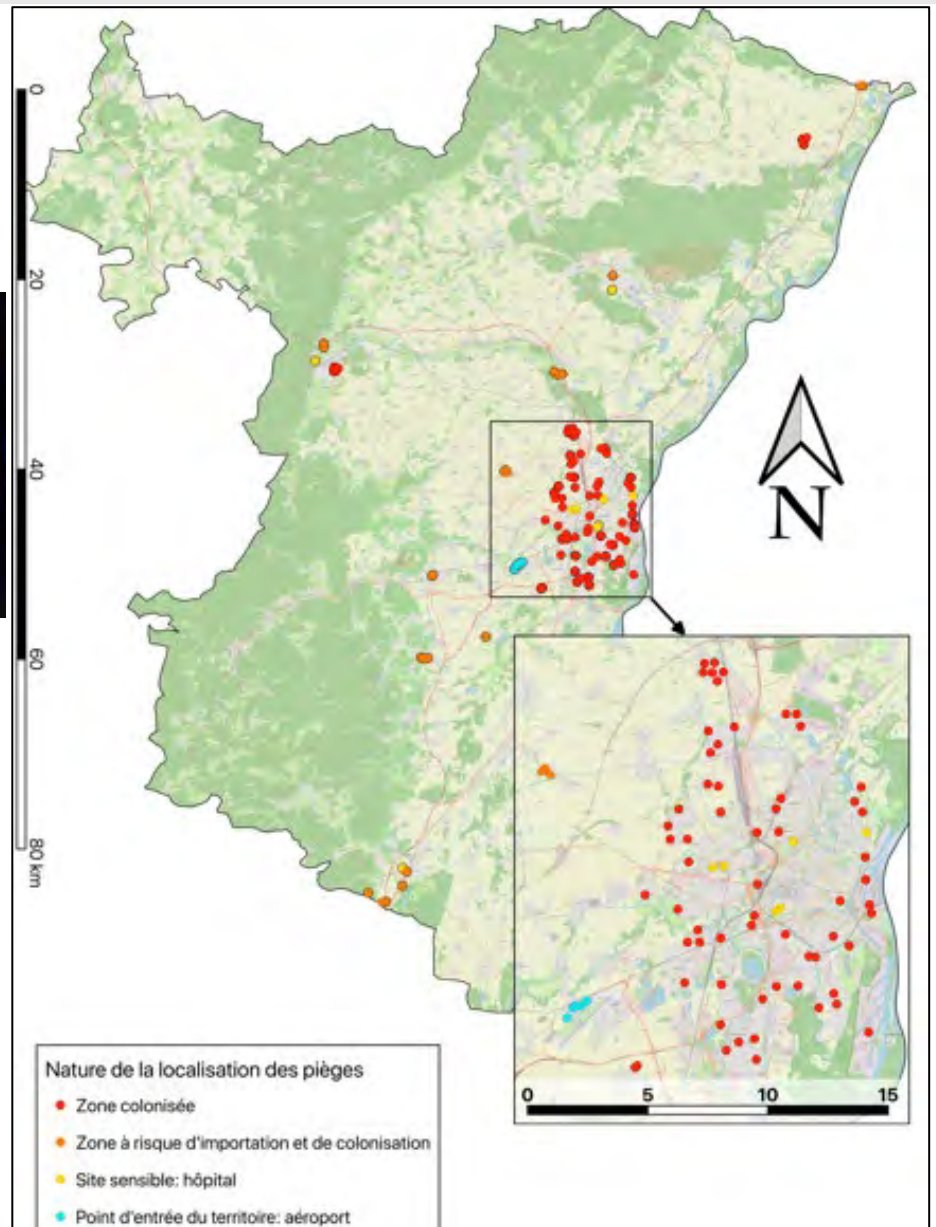 0
20
40
60
80 km
N
0 5 10 15
Nature de la localisation des pièges
Zone colonisée
Zone à risque d'importation et de colonisation
Site sensible: hôpital
Point d'entrée du territoire: aéroport